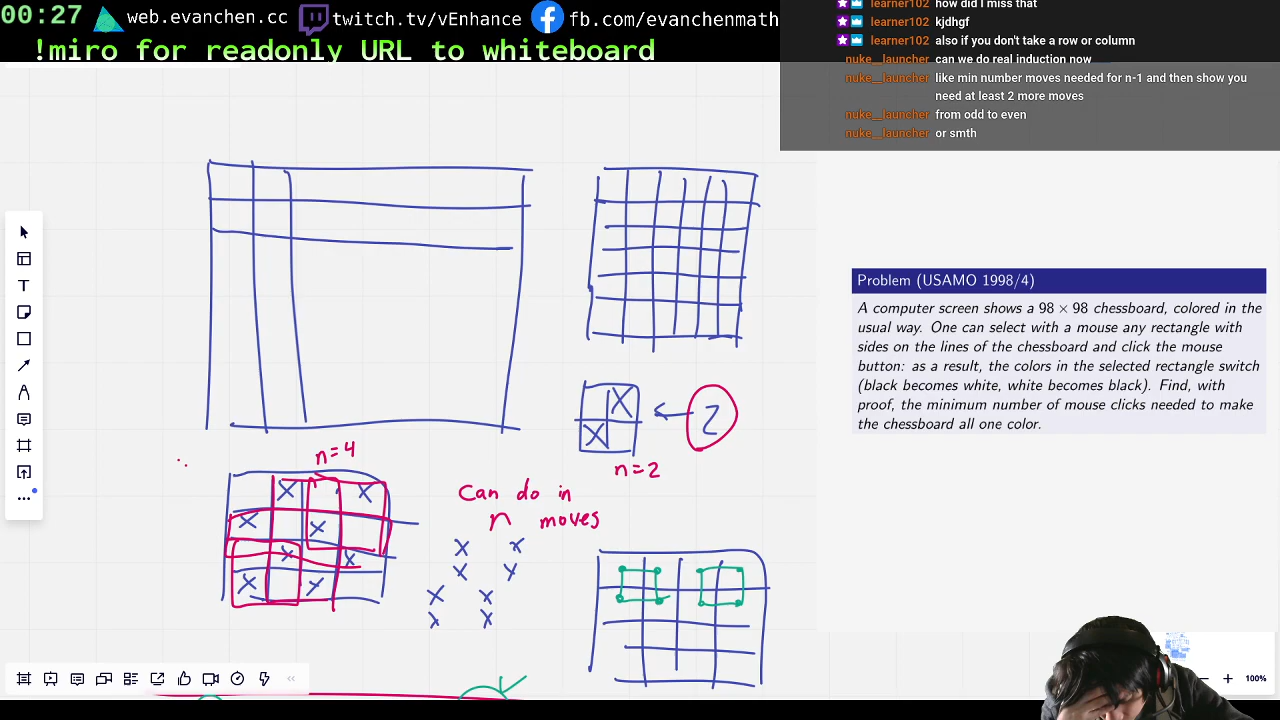 00:27 web.evanchen.cc twitch.tv/vEnhance fb.com/evanchenmath
!miro for readonly URL to whiteboard
learner102 how did I miss that
learner102 kjdhgf
learner102 also if you don't take a row or column
nuke__launcher can we do real induction now
nuke__launcher like min number moves needed for n-1 and then show you
need at least 2 more moves
nuke__launcher from odd to even
nuke__launcher or smth
Problem (USAMO 1998/4)
A computer screen shows a 98 × 98 chessboard, colored in the
usual way. One can select with a mouse any rectangle with
sides on the lines of the chessboard and click the mouse
button: as a result, the colors in the selected rectangle switch
(black becomes white, white becomes black). Find, with
proof, the minimum number of mouse clicks needed to make
the chessboard all one color.
X
X
2
n=2
n=4
X X
X X
X X
X X
Can do in
n moves
X X
X X
X X
X X
T
100%